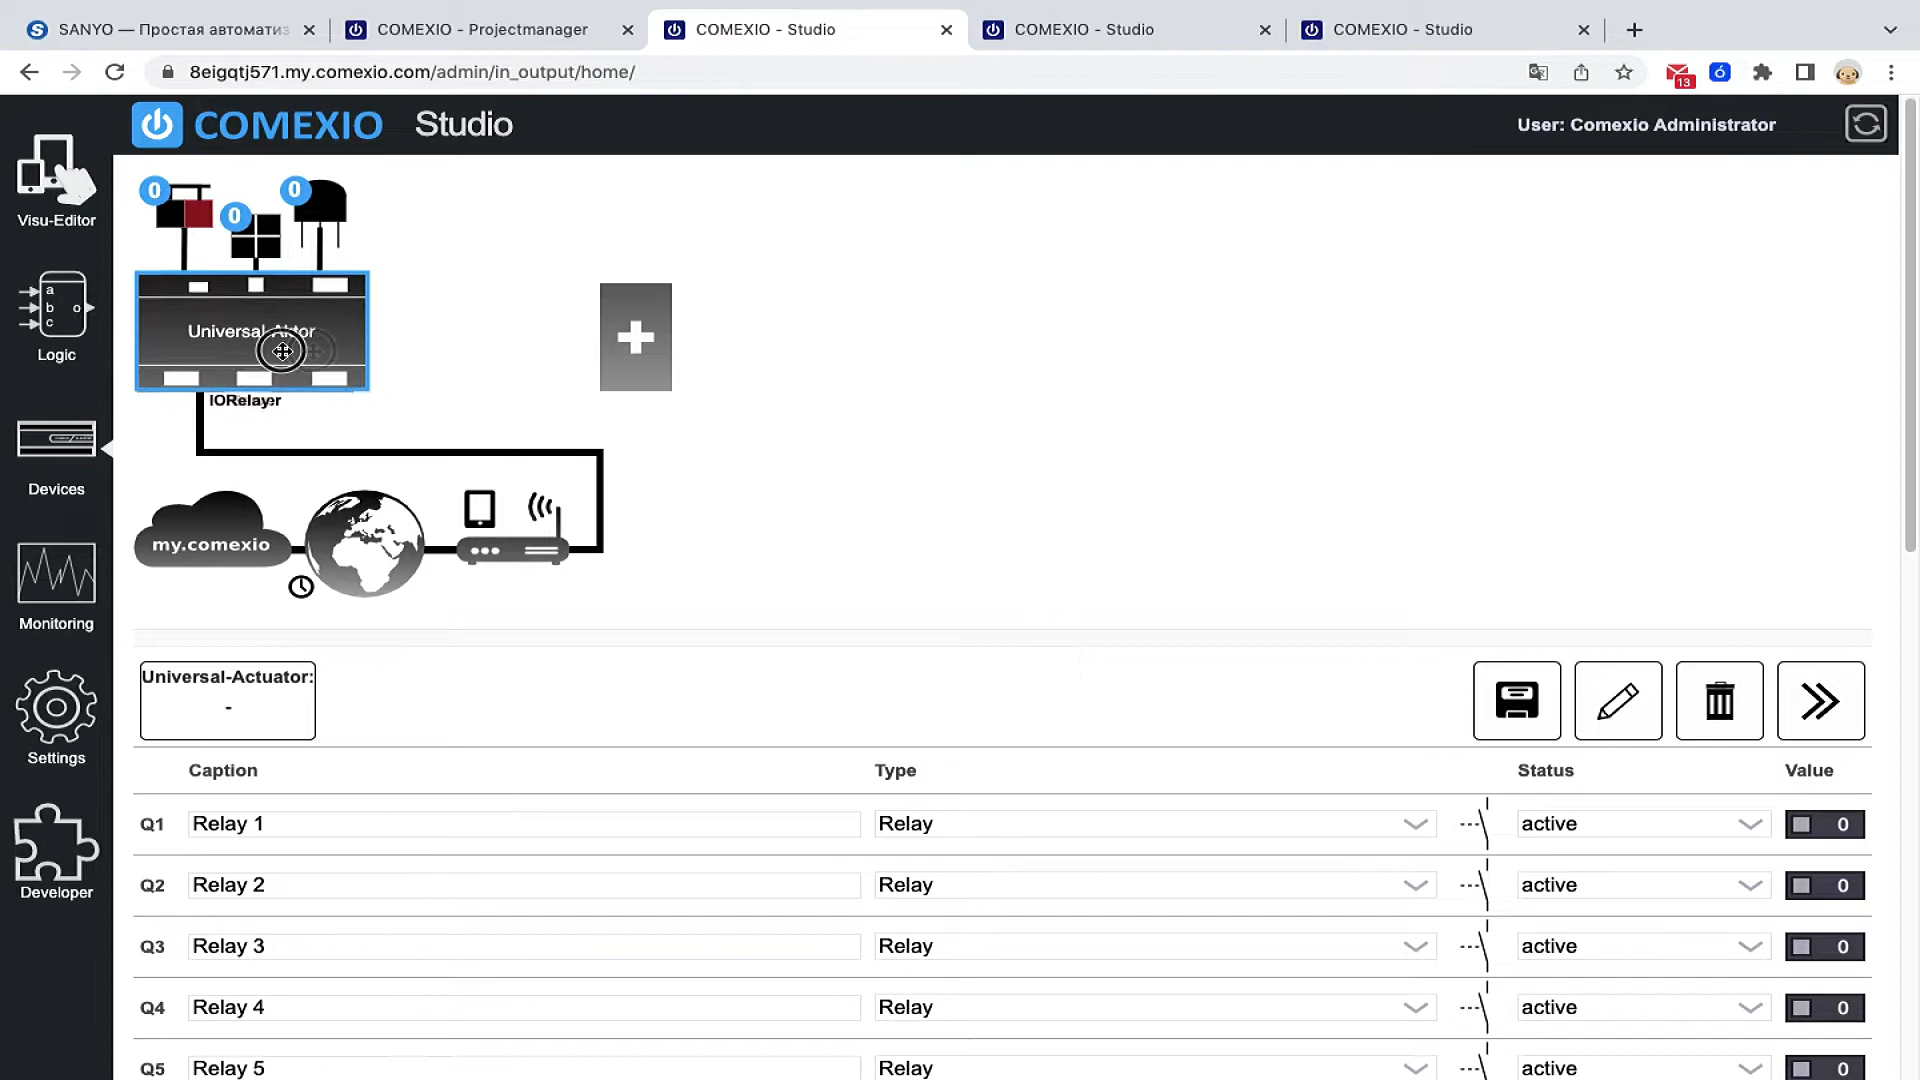 SANYO — Простая автоматиз
COMEXIO - Projectmanager
COMEXIO - Studio
COMEXIO - Studio
COMEXIO - Studio
8eigqtj571.my.comexio.com/admin/in_output/home/
13
COMEXIO Studio
User: Comexio Administrator
Visu-Editor
a
b
c
o
Logic
Devices
Monitoring
Settings
Developer
0
0
0
Universal-Aktor
IORelayer
my.comexio
Universal-Actuator:
-
Caption Type Status Value
Q1 Relay 1 Relay active 0
Q2 Relay 2 Relay active 0
Q3 Relay 3 Relay active 0
Q4 Relay 4 Relay active 0
Q5 Relay 5 Relay active 0